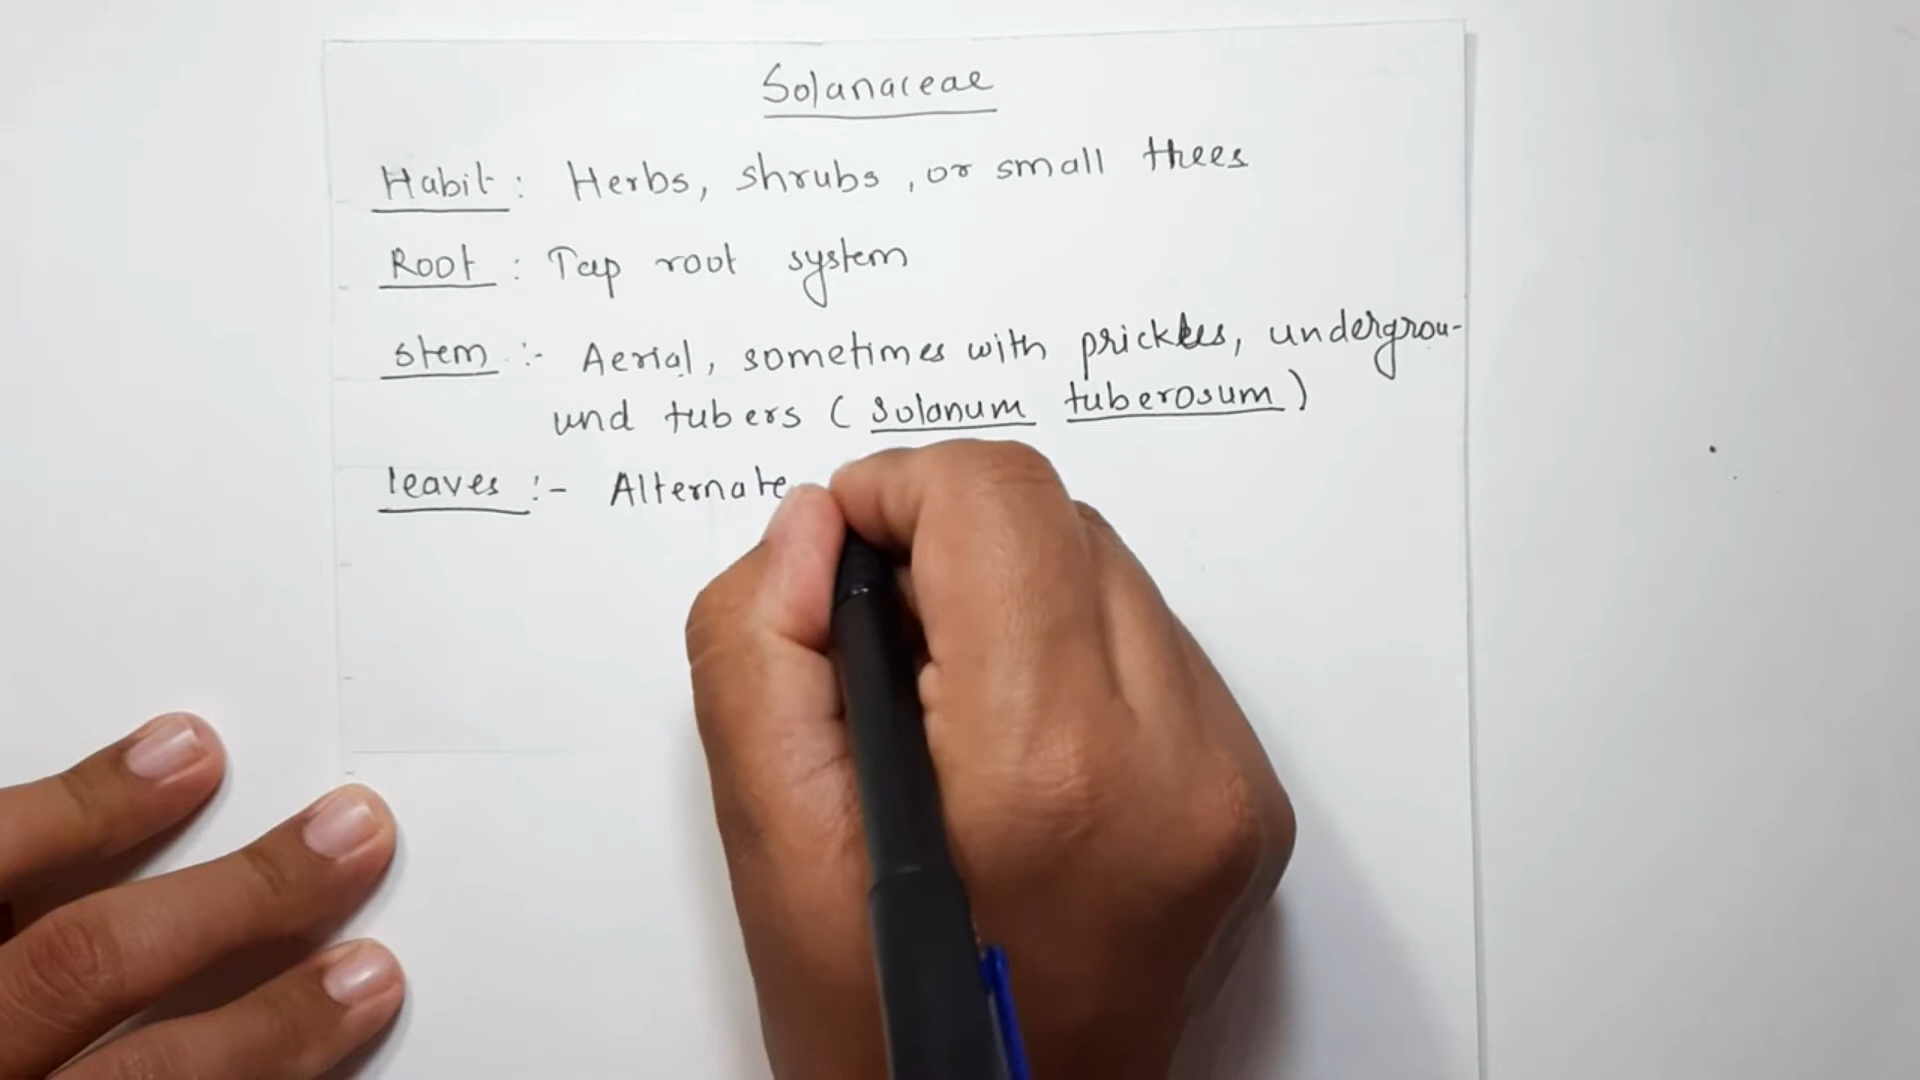 Solanaceae
Habit : Herbs, shrubs, or small trees
Root : Tap root system
Stem :- Aerial, sometimes with prickles, undergrou-
und tubers (Solanum tuberosum)
leaves :- Alternate